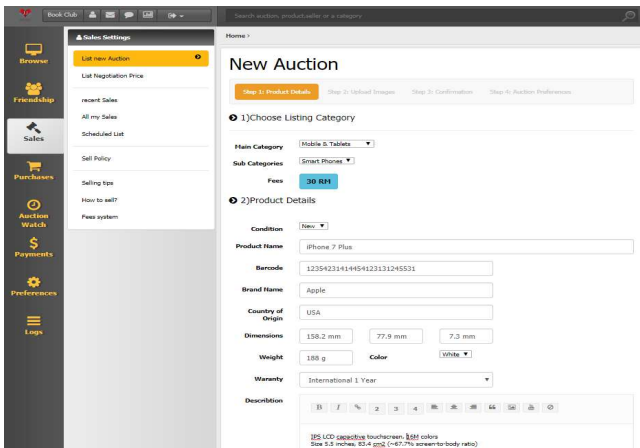 Book Club
Search auction, product,seller or a category
Browse
Friendship
Sales
Purchases
Auction
Watch
Payments
Preferences
Logs
Sales Settings
List new Auction
List Negotiation Price
recent Sales
All my Sales
Scheduled List
Sell Policy
Selling tips
How to sell?
Fees system
Home >
New Auction
Step 1: Product Details Step 2: Upload Images Step 3: Confirmation Step 4: Auction Preferences
1)Choose Listing Category
Main Category Mobile & Tablets
Sub Categories Smart Phones
Fees 30 RM
2)Product Details
Condition New
Product Name iPhone 7 Plus
Barcode 12354231414454123131245531
Brand Name Apple
Country of
Origin USA
Dimensions 158.2 mm 77.9 mm 7.3 mm
Weight 188 g Color White
Waranty International 1 Year
Describtion
B I 2 3 4
IPS LCD capacitive touchscreen, 16M colors
Size 5.5 inches, 83.4 cm2 (~67.7% screen-to-body ratio)